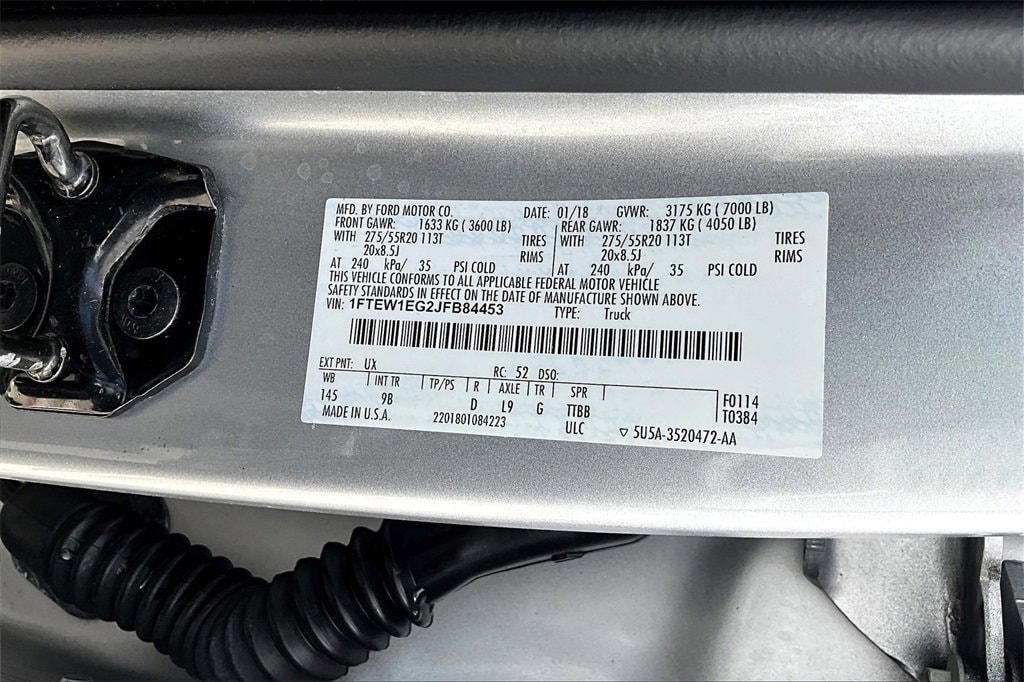 MFD. BY FORD MOTOR CO. DATE: 01/18 GVWR: 3175 KG ( 7000 LB)
FRONT GAWR: 1633 KG ( 3600 LB) REAR GAWR: 1837 KG ( 4050 LB)
WITH 275/55R20 113T TIRES WITH 275/55R20 113T TIRES
20x8.5J RIMS 20x8.5J RIMS
AT 240 kPa/ 35 PSI COLD AT 240 kPa/ 35 PSI COLD
THIS VEHICLE CONFORMS TO ALL APPLICABLE FEDERAL MOTOR VEHICLE
SAFETY STANDARDS IN EFFECT ON THE DATE OF MANUFACTURE SHOWN ABOVE.
VIN: 1FTEW1EG2JFB84453 TYPE: Truck
EXT PNT: UX RC: 52 DSO:
WB INT TR TP/PS R AXLE TR SPR F0114
145 9B D L9 G TTBB T0384
MADE IN U.S.A. 2201801084223 ULC ▽ 5U5A-3520472-AA